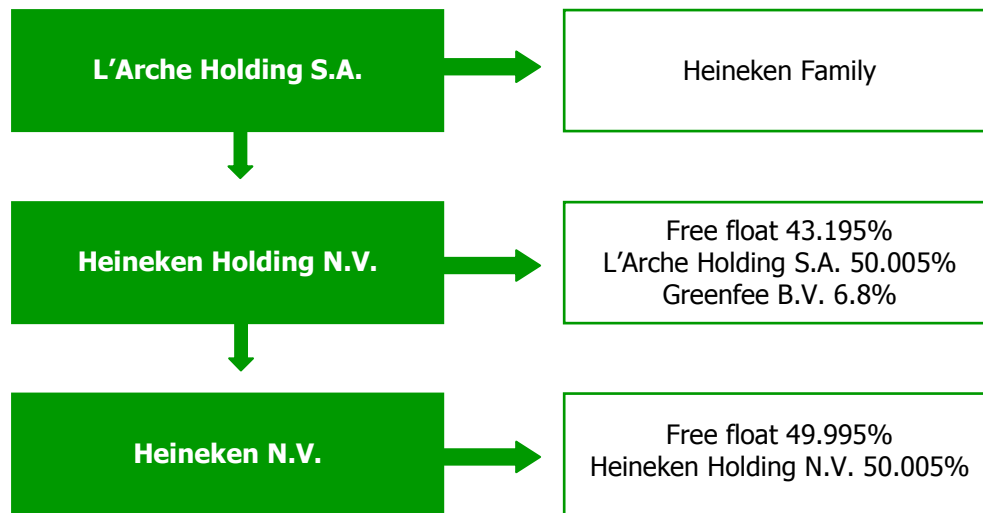 L’Arche Holding S.A.
Heineken Family
Heineken Holding N.V.
Free float 43.195%
L’Arche Holding S.A. 50.005%
Greenfee B.V. 6.8%
Heineken N.V.
Free float 49.995%
Heineken Holding N.V. 50.005%